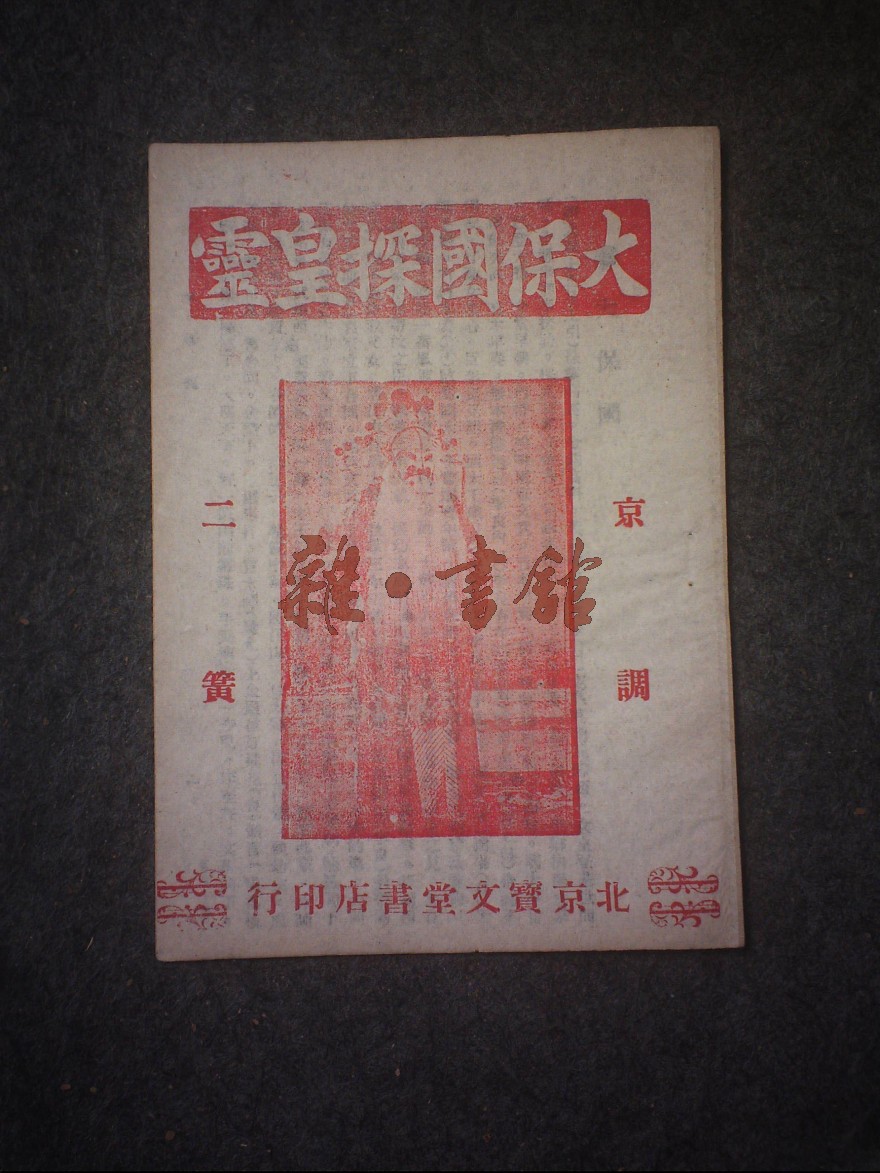 大保國探皇靈
京調
二簧
雜·書館
北京寶文堂書店印行